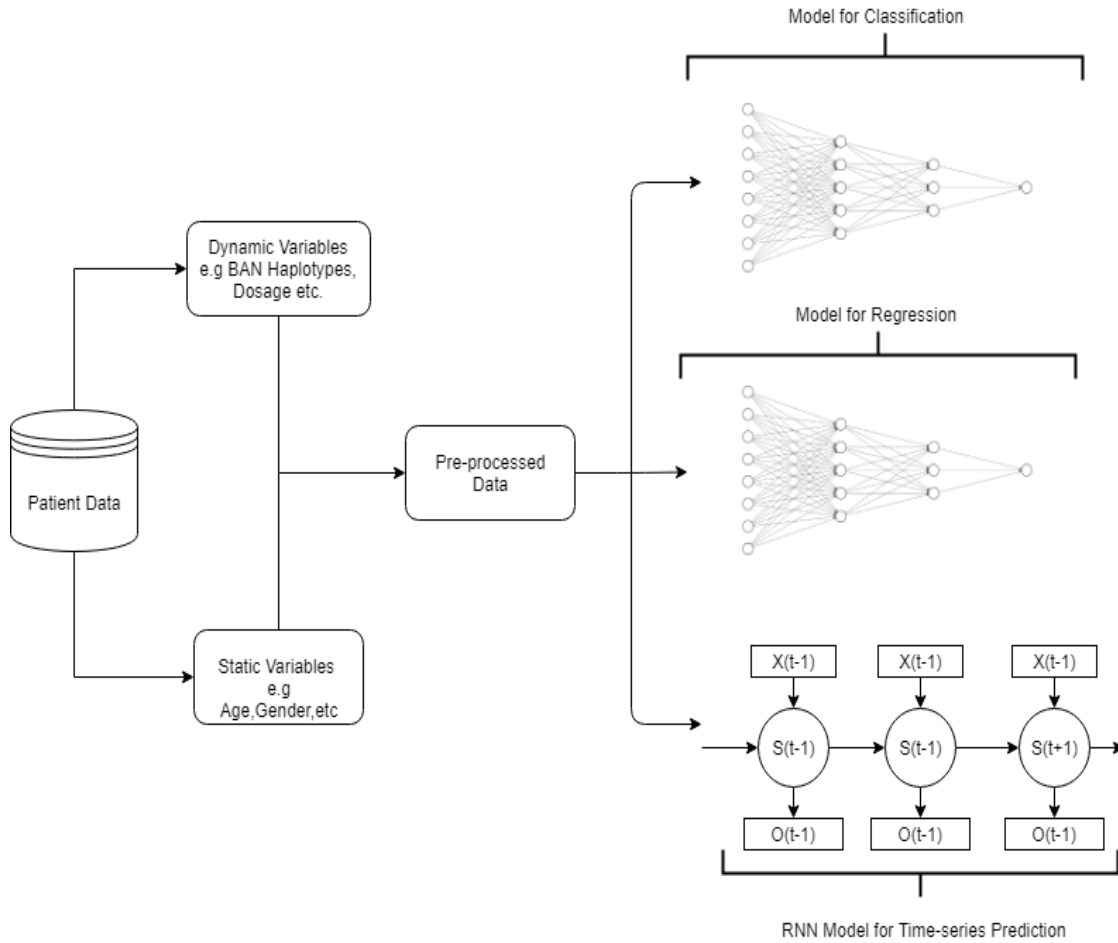 Model for Classification
Dynamic Variables
e.g BAN Haplotypes,
Dosage etc.
Model for Regression
Patient Data
Pre-processed
Data
Static Variables
e.g
Age,Gender,etc
X(t-1)
X(t-1)
X(t-1)
S(t-1)
S(t-1)
S(t+1)
O(t-1)
O(t-1)
O(t-1)
RNN Model for Time-series Prediction